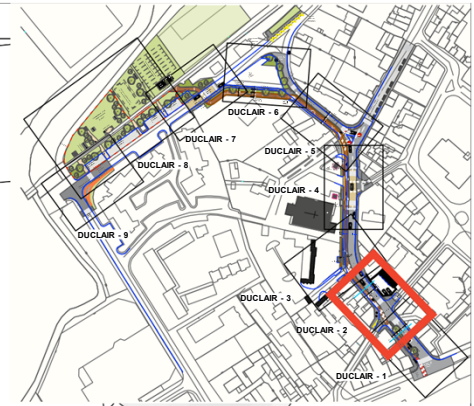 DUCLAIR - 6
DUCLAIR - 7
DUCLAIR - 5
DUCLAIR - 8
DUCLAIR - 4
DUCLAIR - 9
DUCLAIR - 3
DUCLAIR - 2
DUCLAIR - 1